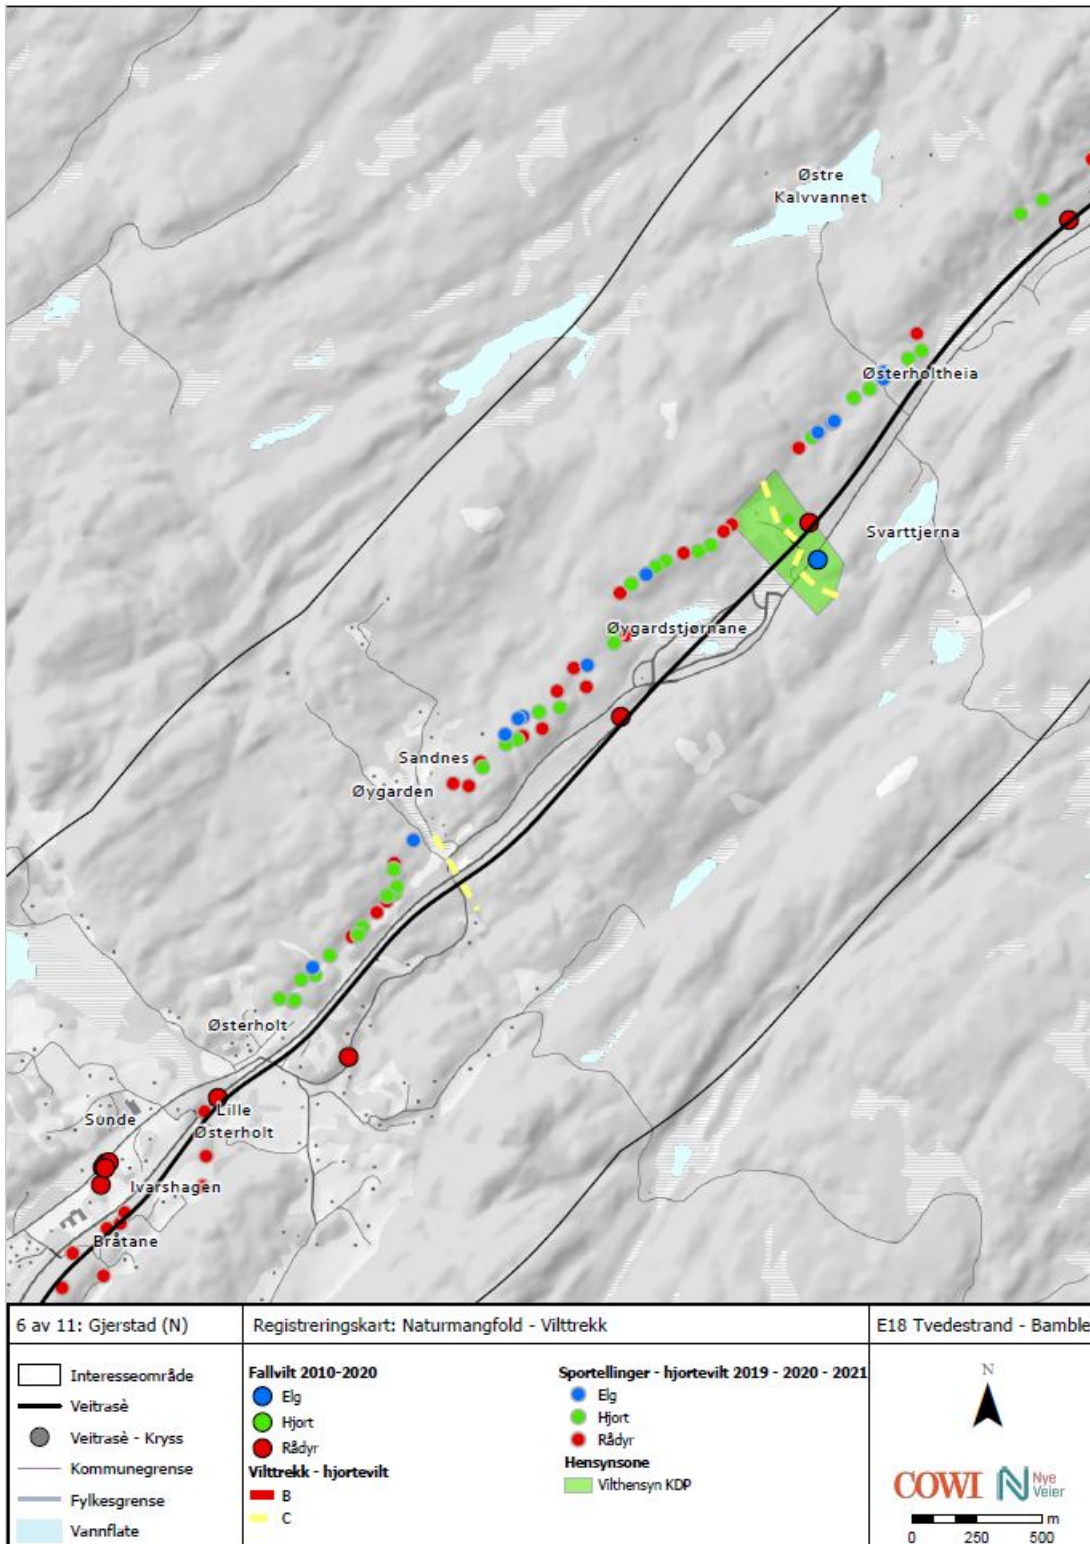 Østre
Kalvvannet
Østerholtheia
Svarttjerna
Øygardstjørnane
Sandnes
Øygarden
Østerholt
Sunde
Lille
Østerholt
Ivarshagen
Bråtane
6 av 11: Gjerstad (N)
Registreringskart: Naturmangfold - Vilttrekk
E18 Tvedestrand - Bamble
Interesseområde
Veitrasè
Veitrasè - Kryss
Kommunegrense
Fylkesgrense
Vannflate
Fallvilt 2010-2020
Elg
Hjort
Rådyr
Vilttrekk - hjortevilt
B
C
Sportellinger - hjortevilt 2019 - 2020 - 2021
Elg
Hjort
Rådyr
Hensynsone
Vilthensyn KDP
N
COWI
Nye
Veier
m
0 250 500